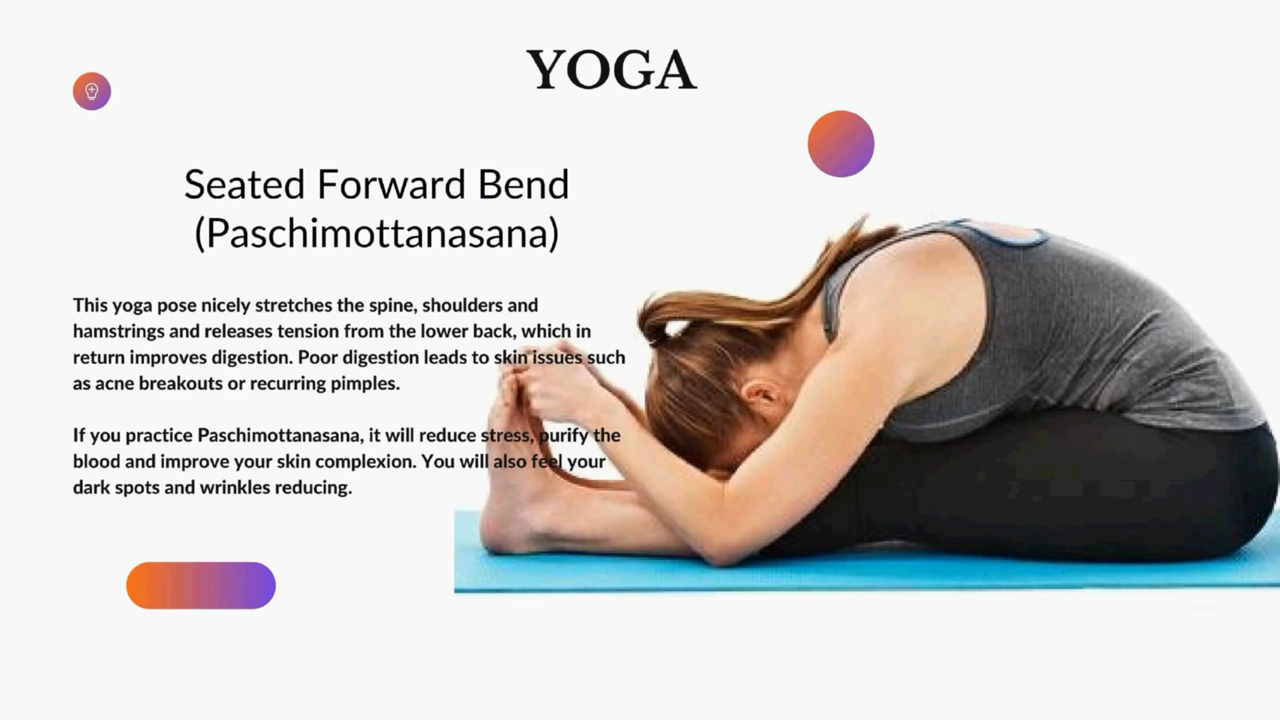 YOGA
Seated Forward Bend
(Paschimottanasana)
This yoga pose nicely stretches the spine, shoulders and
hamstrings and releases tension from the lower back, which in
return improves digestion. Poor digestion leads to skin issues such
as acne breakouts or recurring pimples.
If you practice Paschimottanasana, it will reduce stress, purify the
blood and improve your skin complexion. You will also feel your
dark spots and wrinkles reducing.